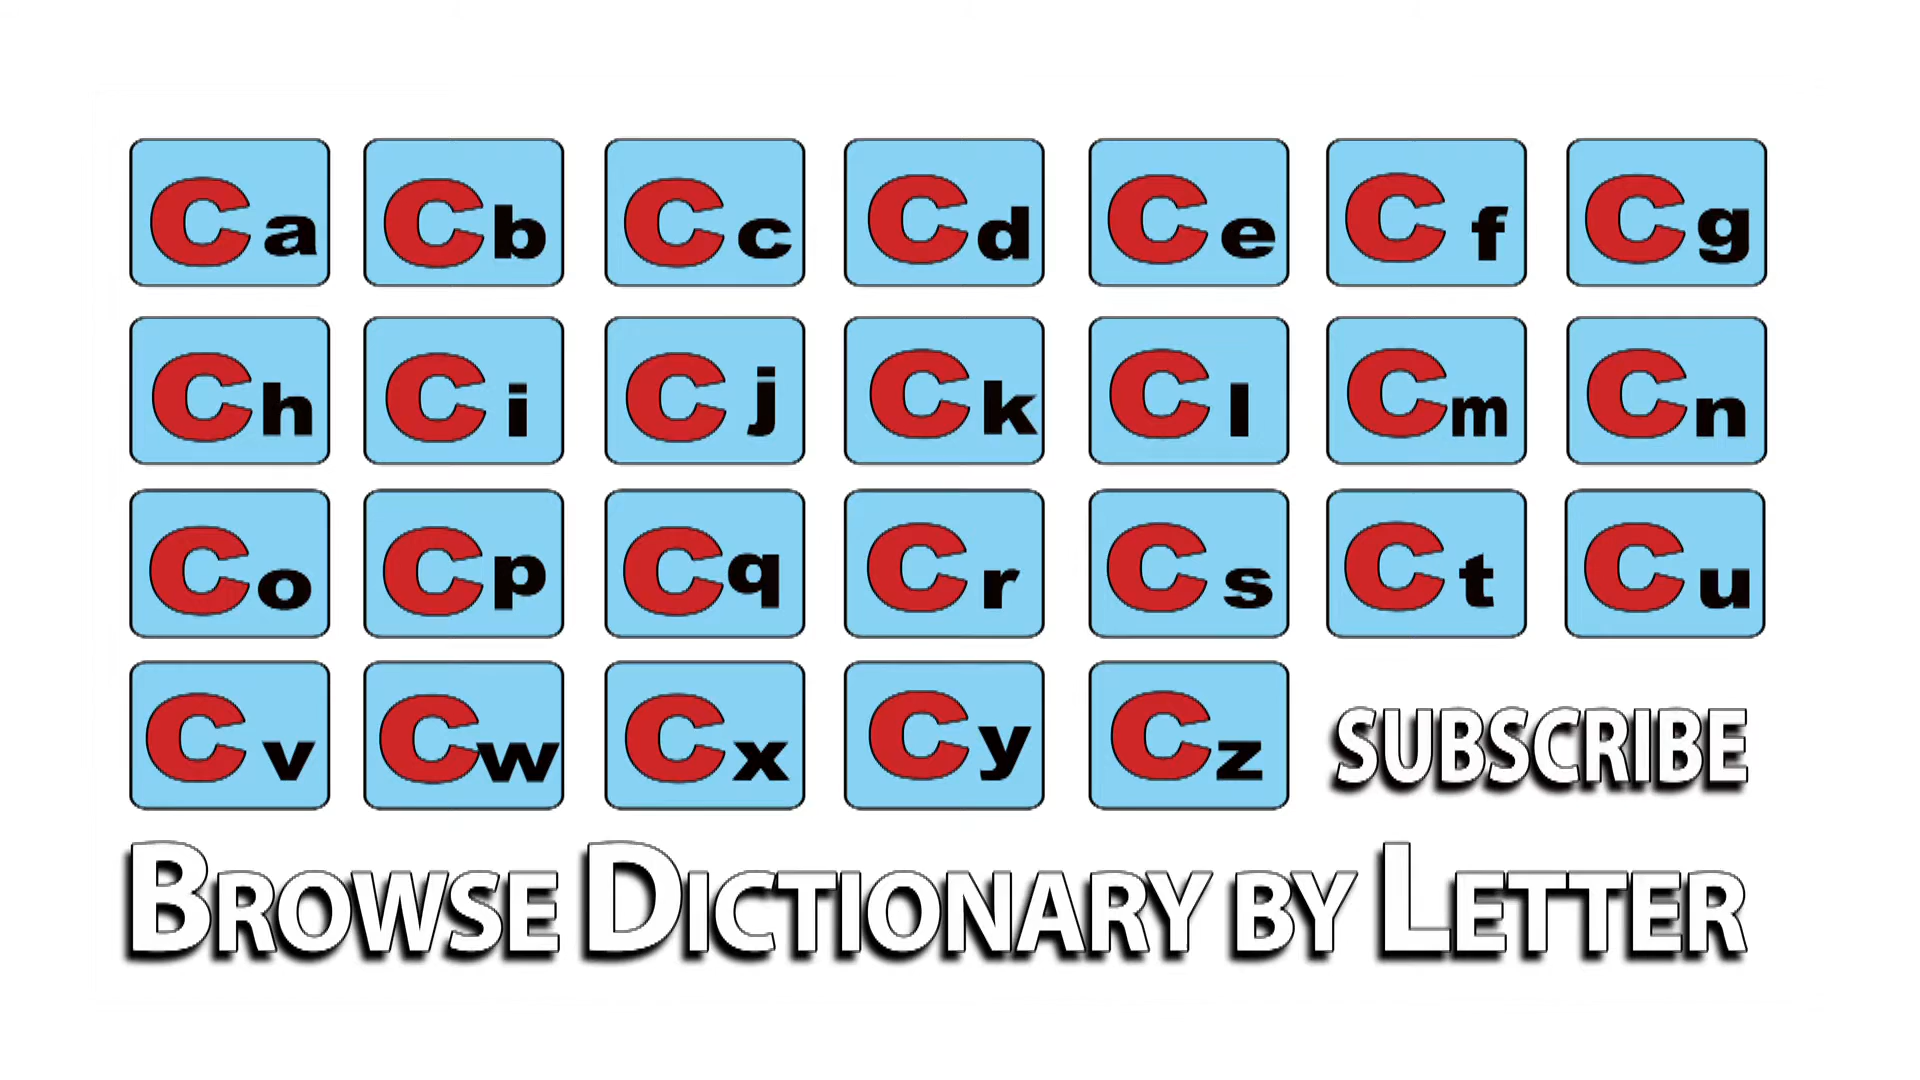 Ca Cb Cc Cd Ce Cf Cg
Ch Ci Cj Ck Cl Cm Cn
Co Cp Cq Cr Cs Ct Cu
Cv Cw Cx Cy Cz SUBSCRIBE
BROWSE DICTIONARY BY LETTER